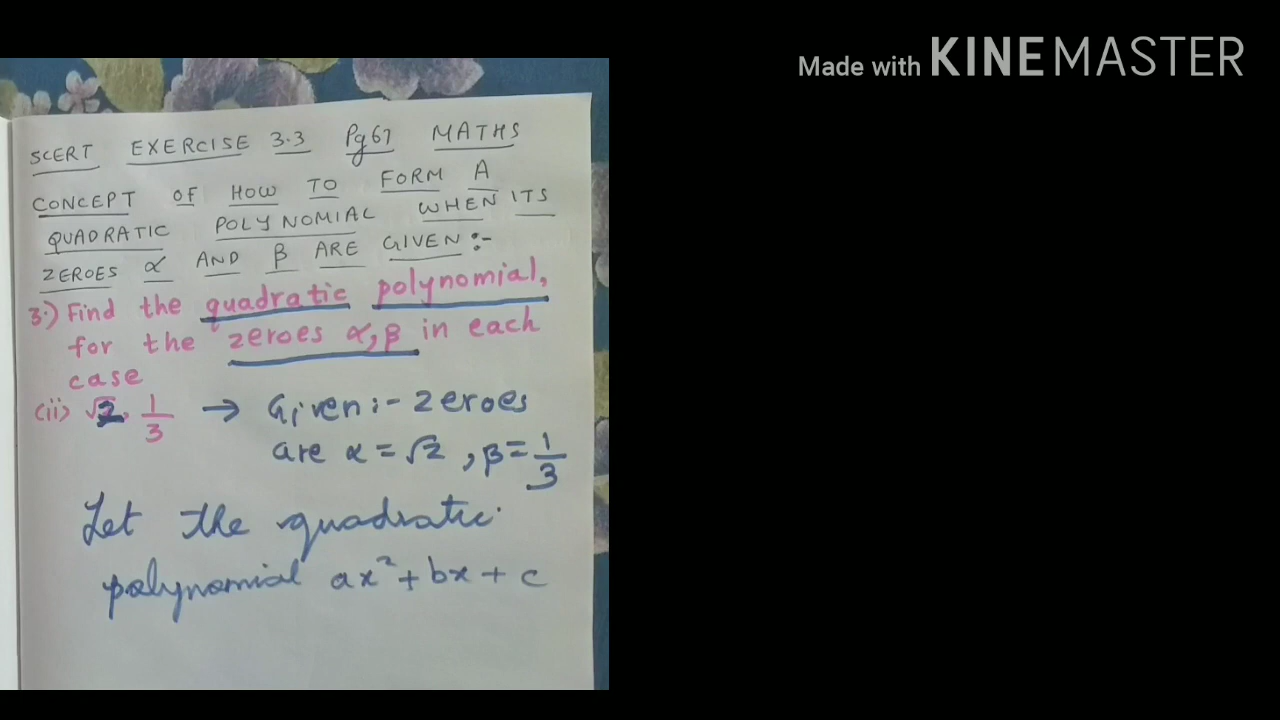 Made with KINEMASTER
SCERT EXERCISE 3.3 Pg 67 MATHS
CONCEPT OF HOW TO FORM A
QUADRATIC POLYNOMIAL WHEN ITS
ZEROES α AND β ARE GIVEN :-
3.) Find the quadratic polynomial,
for the zeroes α, β in each
case
(ii) √2, 1/3 → Given :- Zeroes
are α = √2, β = 1/3
Let the quadratic
polynomial ax² + bx + c